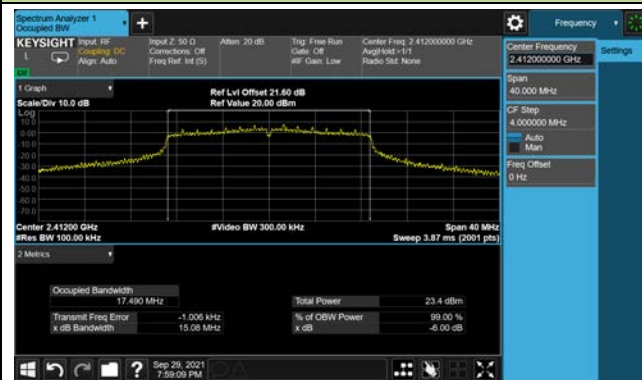 Spectrum Analyzer 1
Occupied BW
Frequency
KEYSIGHT
L
Input: RF
Coupling: DC
Align: Auto
Input Z: 50 Ω
Corrections: Off
Freq Ref: Int (S)
Atten: 20 dB
Trig: Free Run
Gate: Off
#IF Gain: Low
Center Freq: 2.412000000 GHz
Avg|Hold:>1/1
Radio Std: None
Center Frequency
2.412000000 GHz
Settings
Span
40.000 MHz
CF Step
4.000000 MHz
Auto
Man
Freq Offset
0 Hz
1 Graph
Scale/Div 10.0 dB
Ref Lvl Offset 21.60 dB
Ref Value 20.00 dBm
Log
10.0
0.00
-10.0
-20.0
-30.0
-40.0
-50.0
-60.0
-70.0
Center 2.41200 GHz
#Res BW 100.00 kHz
#Video BW 300.00 kHz
Span 40 MHz
Sweep 3.87 ms (2001 pts)
2 Metrics
Occupied Bandwidth
17.490 MHz
Total Power 23.4 dBm
Transmit Freq Error -1.006 kHz
% of OBW Power 99.00 %
x dB Bandwidth 15.08 MHz
x dB -6.00 dB
?
Sep 29, 2021
7:59:09 PM